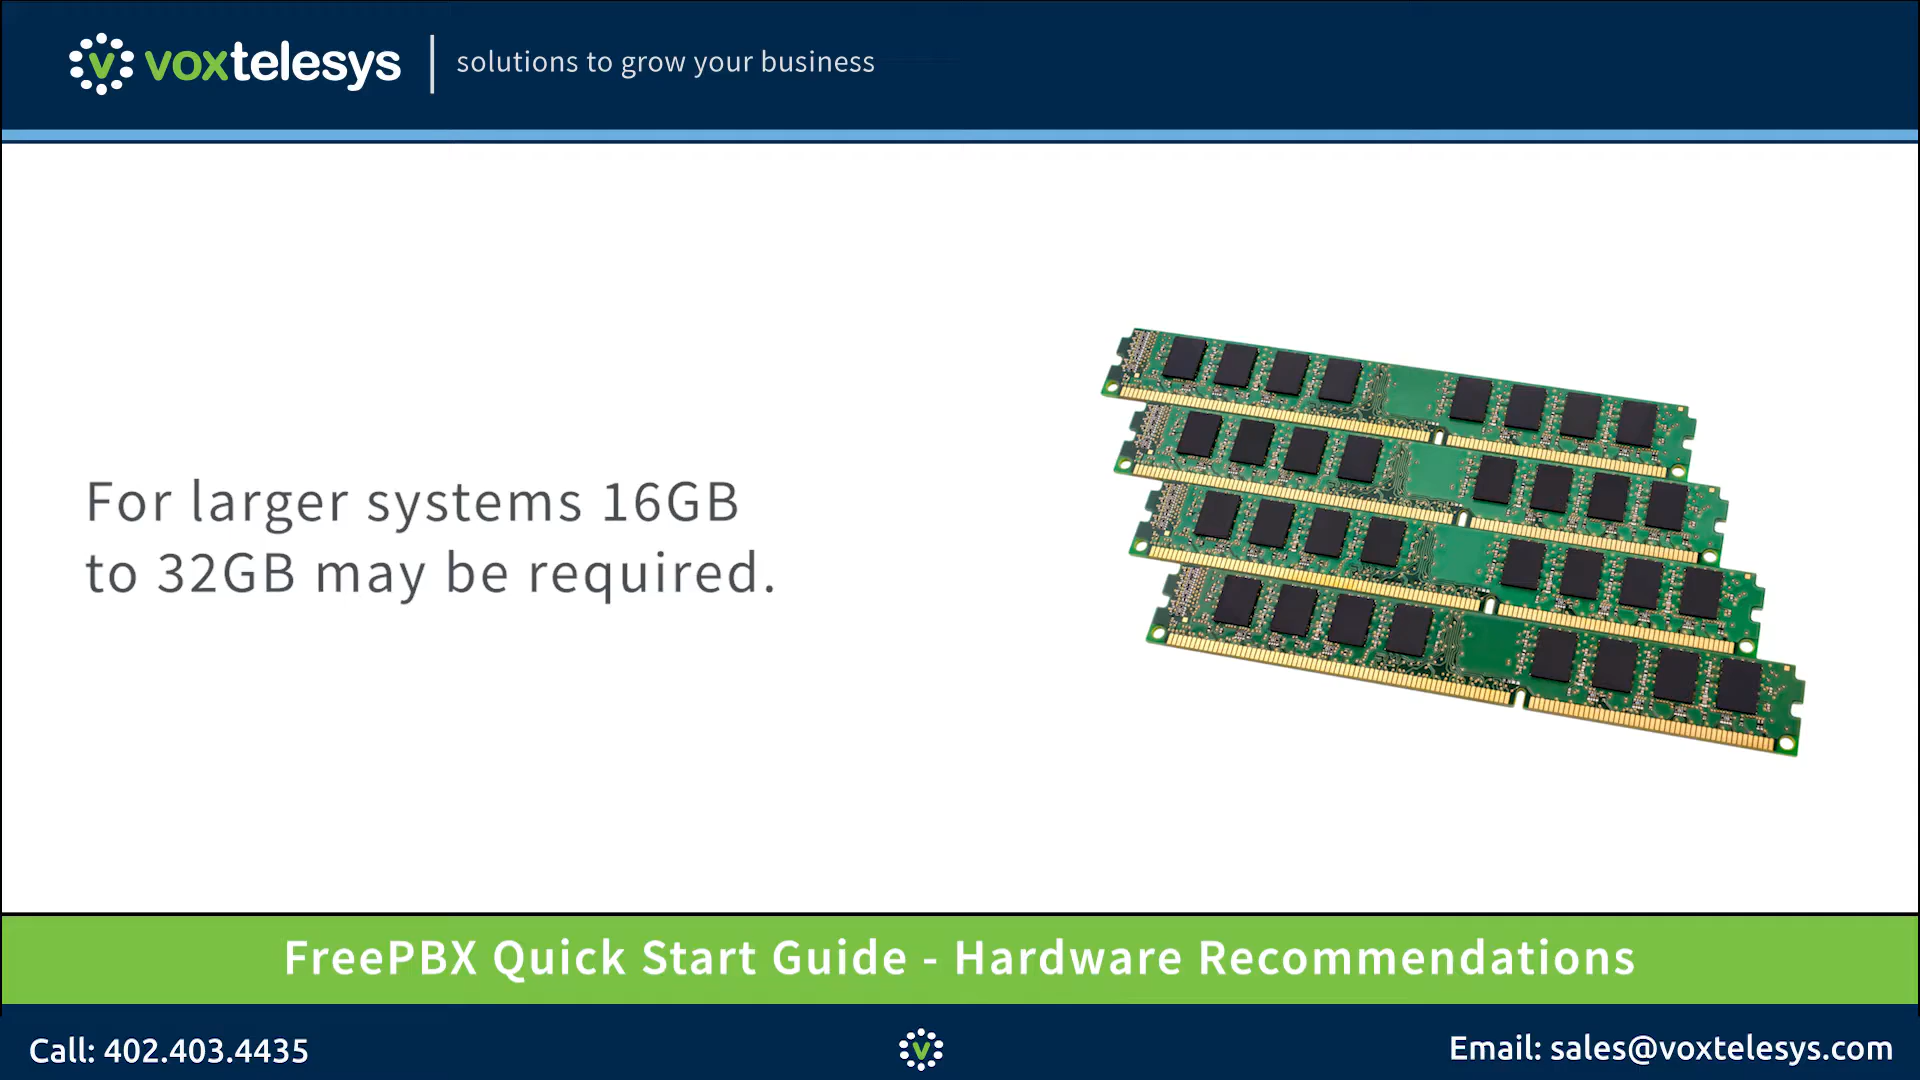 voxtelesys
solutions to grow your business
For larger systems 16GB
to 32GB may be required.
FreePBX Quick Start Guide - Hardware Recommendations
Call: 402.403.4435
Email: sales@voxtelesys.com